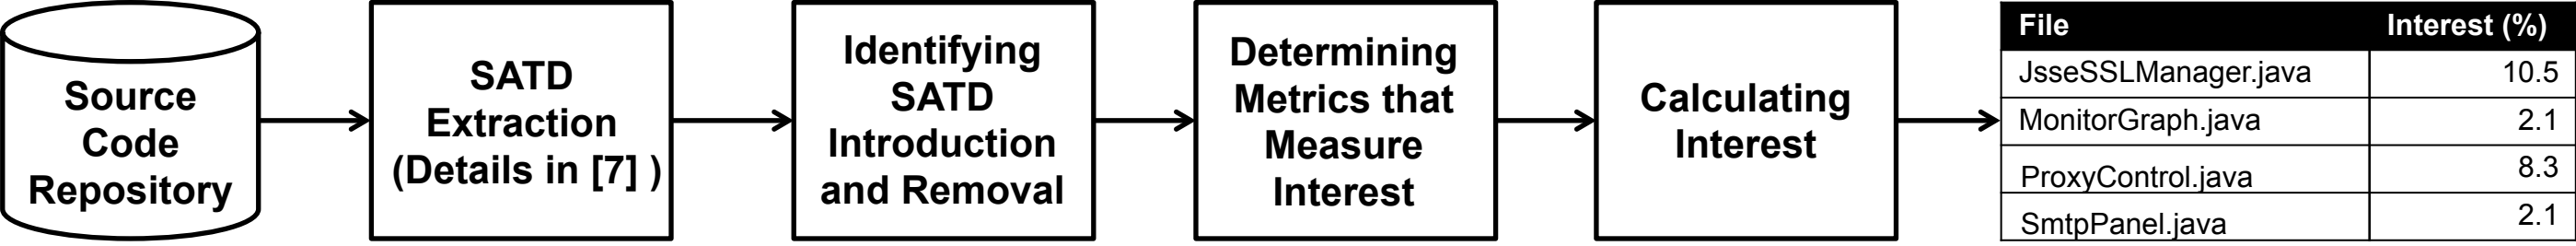 Source
Code
Repository
SATD
Extraction
(Details in [7] )
Identifying
SATD
Introduction
and Removal
Determining
Metrics that
Measure
Interest
Calculating
Interest
File Interest (%)
JsseSSLManager.java 10.5
MonitorGraph.java 2.1
ProxyControl.java 8.3
SmtpPanel.java 2.1